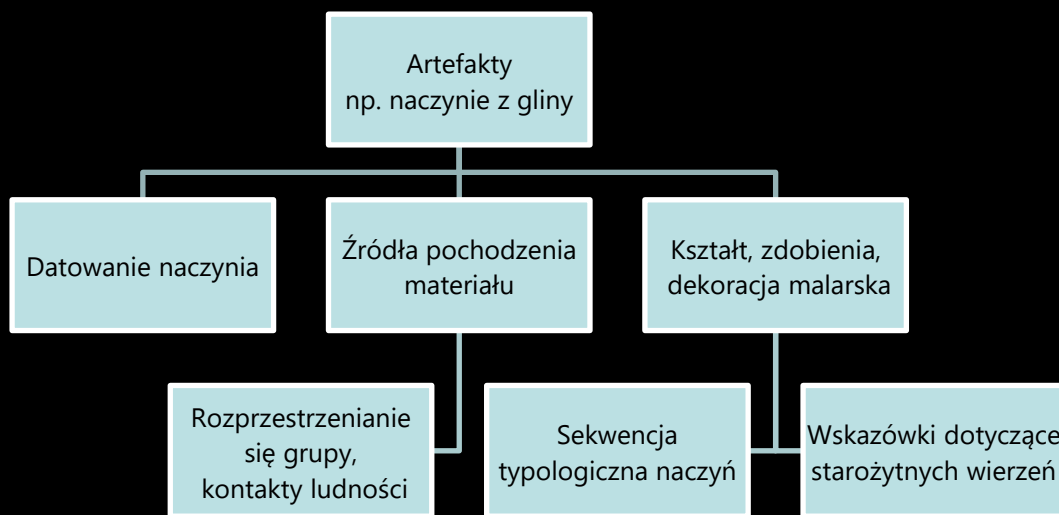 Artefakty
np. naczynie z gliny
Datowanie naczynia
Źródła pochodzenia
materiału
Kształt, zdobienia,
dekoracja malarska
Rozprzestrzenianie
się grupy,
kontakty ludności
Sekwencja
typologiczna naczyń
Wskazówki dotyczące
starożytnych wierzeń